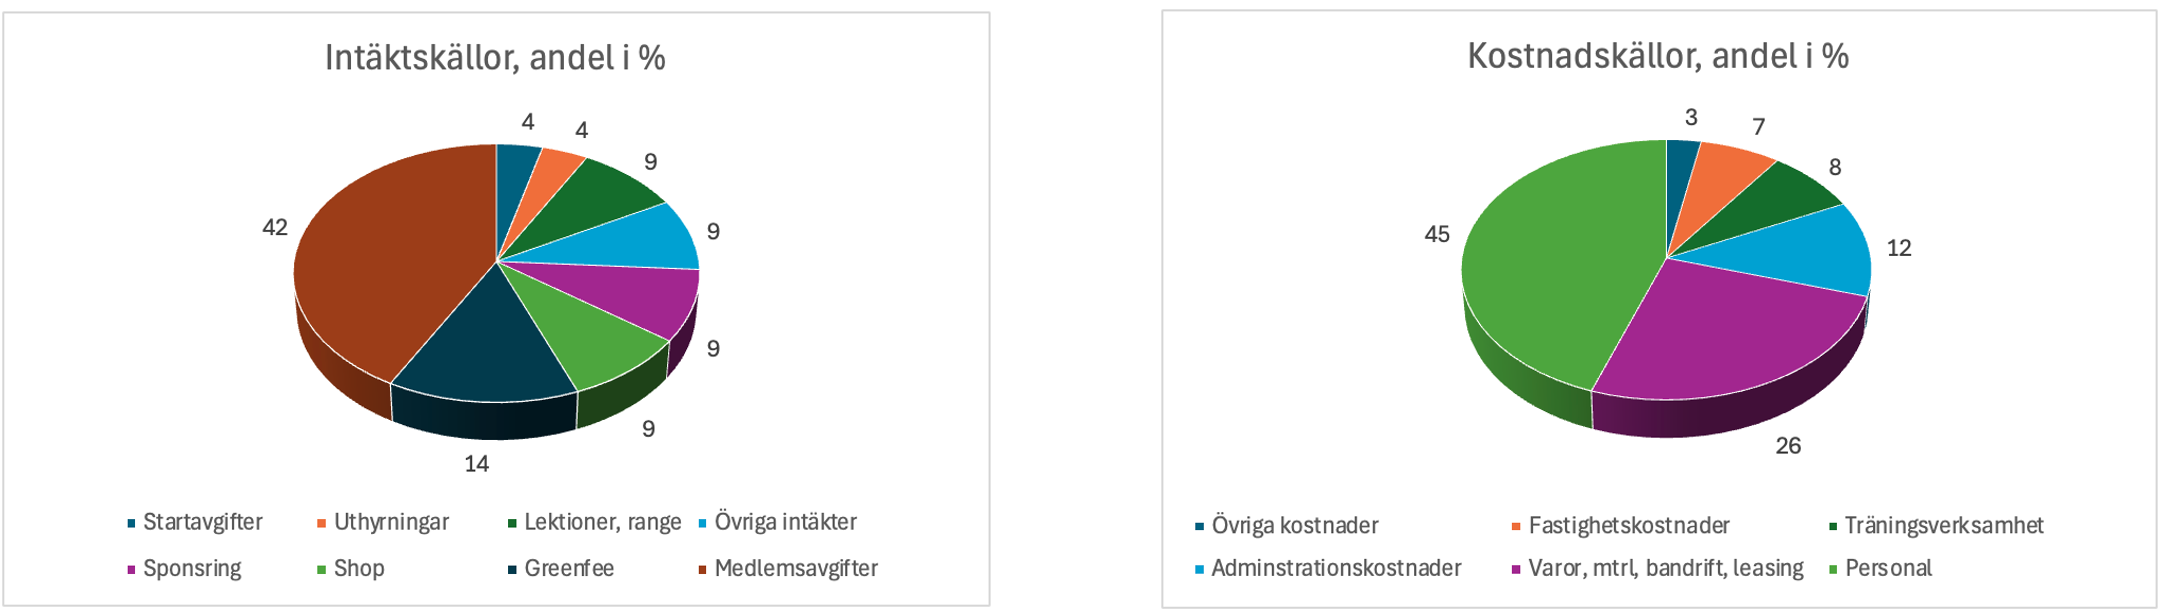 Intäktskällor, andel i %
4
4
9
9
9
9
14
42
Startavgifter
Uthyrningar
Lektioner, range
Övriga intäkter
Sponsring
Shop
Greenfee
Medlemsavgifter
Kostnadskällor, andel i %
3
7
8
12
26
45
Övriga kostnader
Fastighetskostnader
Träningsverksamhet
Adminstrationskostnader
Varor, mtrl, bandrift, leasing
Personal